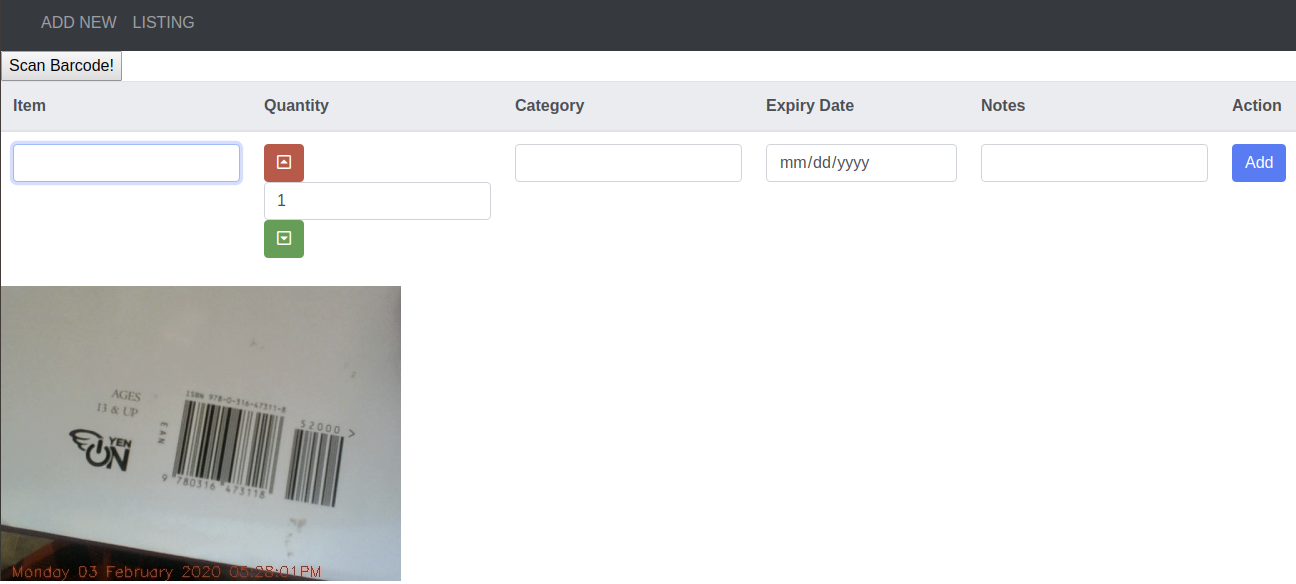 ADD NEW LISTING
Scan Barcode!
Item Quantity Category Expiry Date Notes Action
1
mm/dd/yyyy
Add
AGES
13 & UP
YEN
ON
ISBN 978-0-316-47311-8
52000 >
EAN
9 780316 473118
Monday 03 February 2020 05:28:01PM